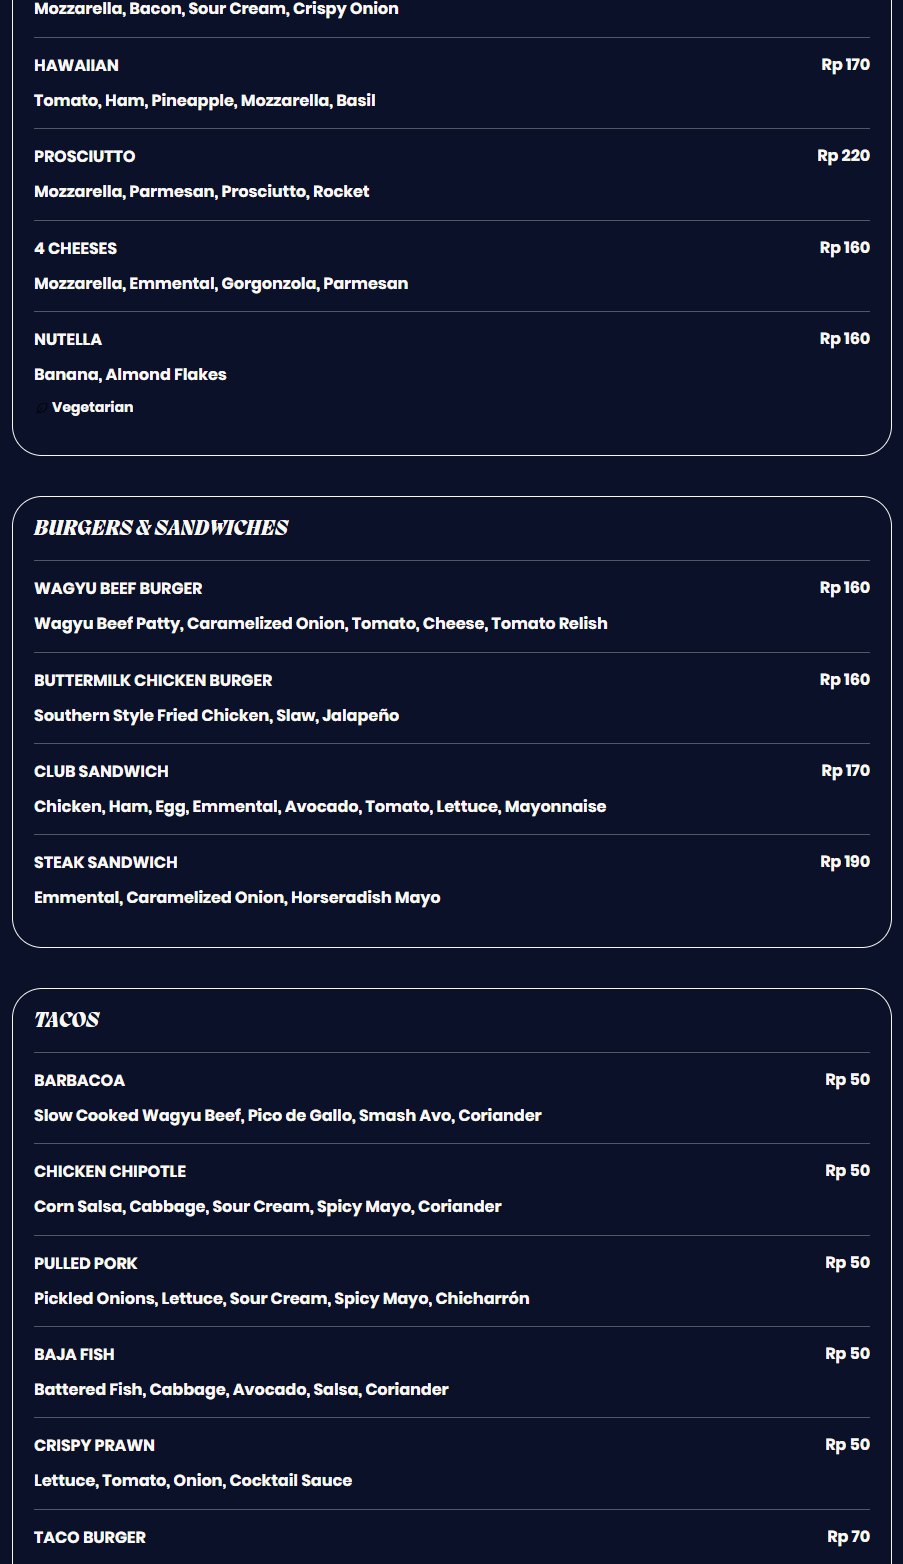 Mozzarella, Bacon, Sour Cream, Crispy Onion
HAWAIIAN Rp 170
Tomato, Ham, Pineapple, Mozzarella, Basil
PROSCIUTTO Rp 220
Mozzarella, Parmesan, Prosciutto, Rocket
4 CHEESES Rp 160
Mozzarella, Emmental, Gorgonzola, Parmesan
NUTELLA Rp 160
Banana, Almond Flakes
Vegetarian
BURGERS & SANDWICHES
WAGYU BEEF BURGER Rp 160
Wagyu Beef Patty, Caramelized Onion, Tomato, Cheese, Tomato Relish
BUTTERMILK CHICKEN BURGER Rp 160
Southern Style Fried Chicken, Slaw, Jalapeño
CLUB SANDWICH Rp 170
Chicken, Ham, Egg, Emmental, Avocado, Tomato, Lettuce, Mayonnaise
STEAK SANDWICH Rp 190
Emmental, Caramelized Onion, Horseradish Mayo
TACOS
BARBACOA Rp 50
Slow Cooked Wagyu Beef, Pico de Gallo, Smash Avo, Coriander
CHICKEN CHIPOTLE Rp 50
Corn Salsa, Cabbage, Sour Cream, Spicy Mayo, Coriander
PULLED PORK Rp 50
Pickled Onions, Lettuce, Sour Cream, Spicy Mayo, Chicharrón
BAJA FISH Rp 50
Battered Fish, Cabbage, Avocado, Salsa, Coriander
CRISPY PRAWN Rp 50
Lettuce, Tomato, Onion, Cocktail Sauce
TACO BURGER Rp 70